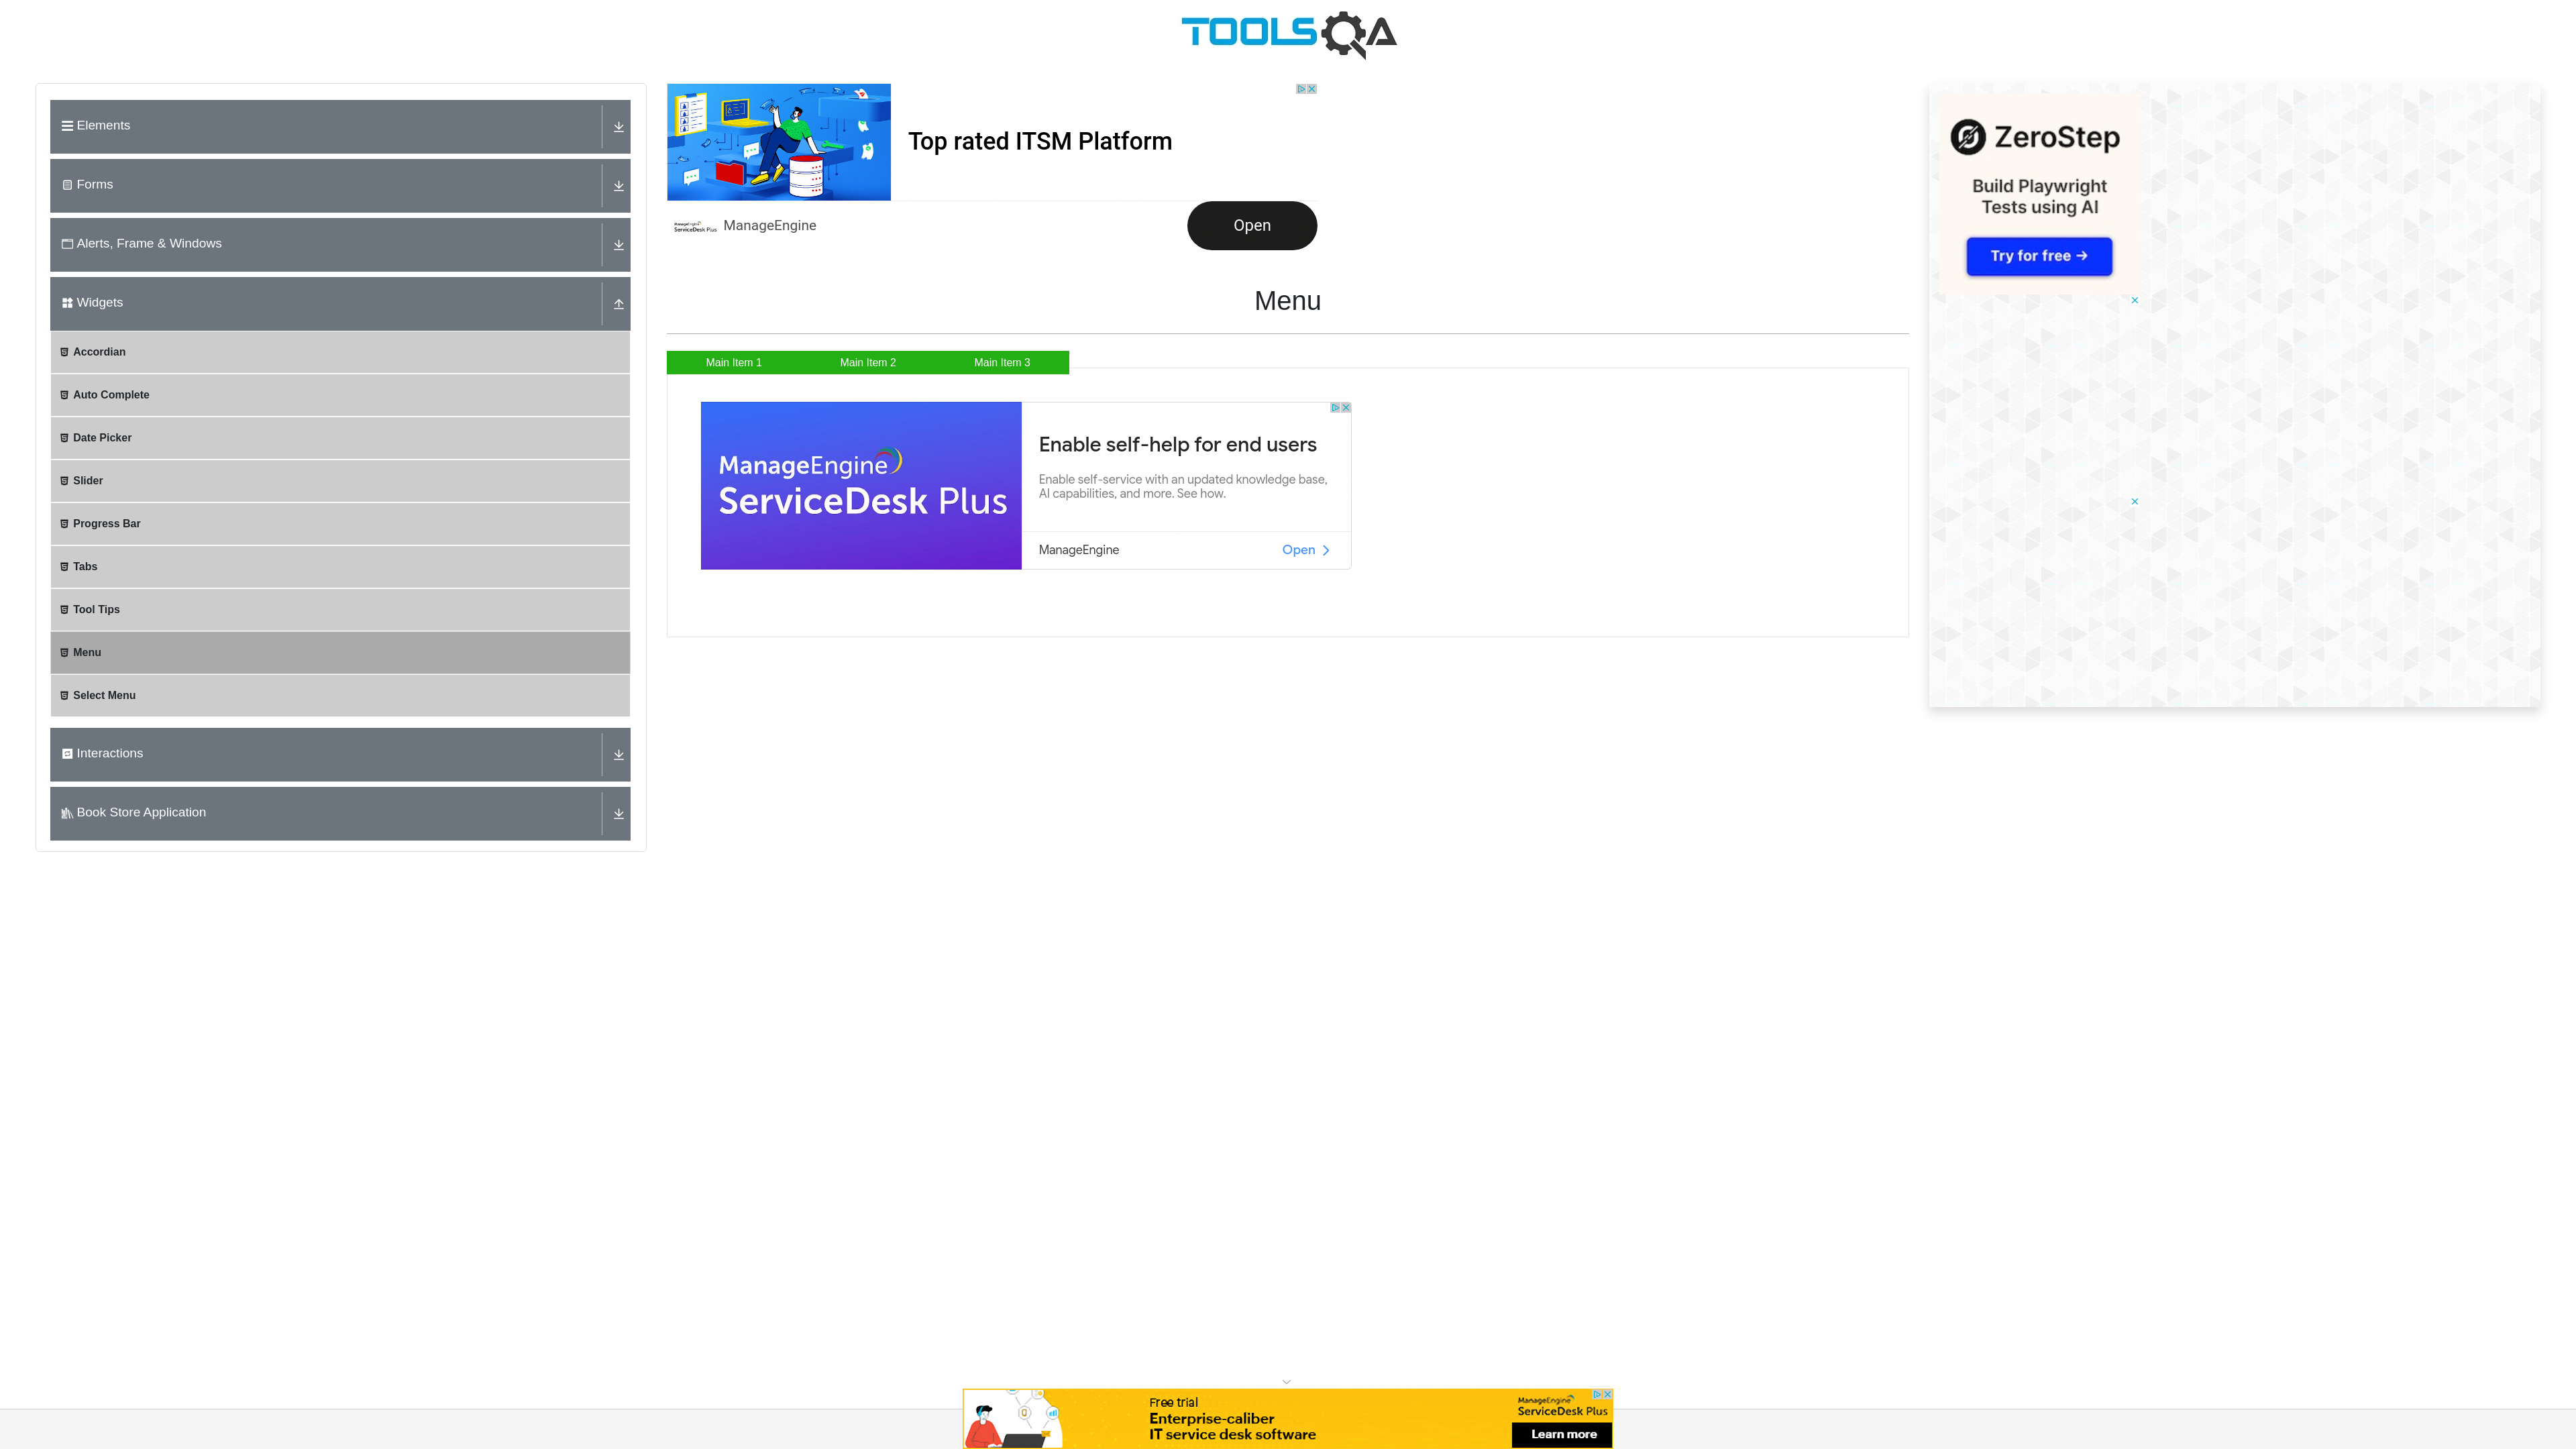 TOOLSQA
Elements
Forms
Alerts, Frame & Windows
Widgets
Accordian
Auto Complete
Date Picker
Slider
Progress Bar
Tabs
Tool Tips
Menu
Select Menu
Interactions
Book Store Application
Top rated ITSM Platform
ManageEngine
ServiceDesk Plus
ManageEngine
Open
Menu
Main Item 1
Main Item 2
Main Item 3
ManageEngine
ServiceDesk Plus
Enable self-help for end users
Enable self-service with an updated knowledge base,
AI capabilities, and more. See how.
ManageEngine
Open
ZeroStep
Build Playwright
Tests using AI
Try for free →
Free trial
Enterprise-caliber
IT service desk software
ManageEngine
ServiceDesk Plus
Learn more